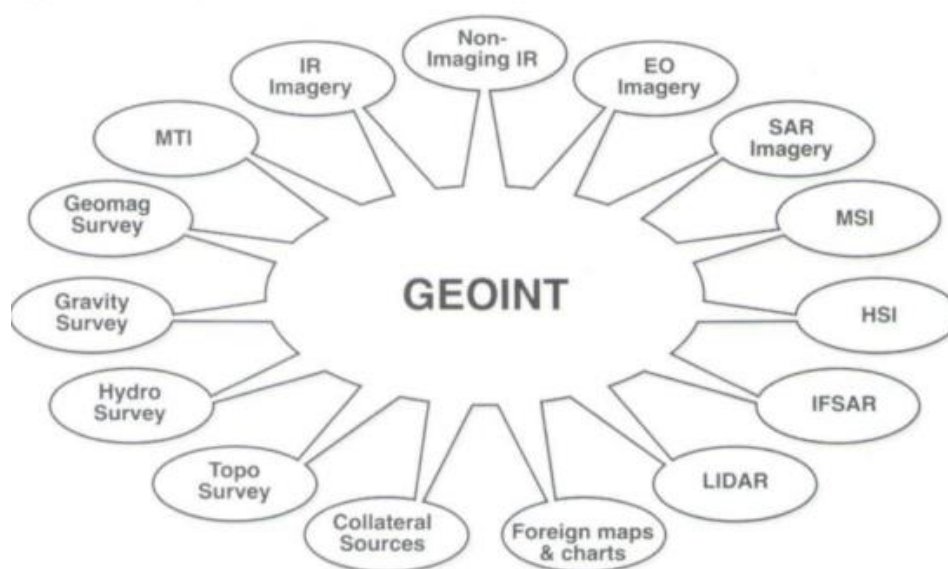 Non-
Imaging IR
IR
Imagery
EO
Imagery
MTI
SAR
Imagery
Geomag
Survey
MSI
GEOINT
Gravity
Survey
HSI
Hydro
Survey
IFSAR
Topo
Survey
LIDAR
Collateral
Sources
Foreign maps
& charts